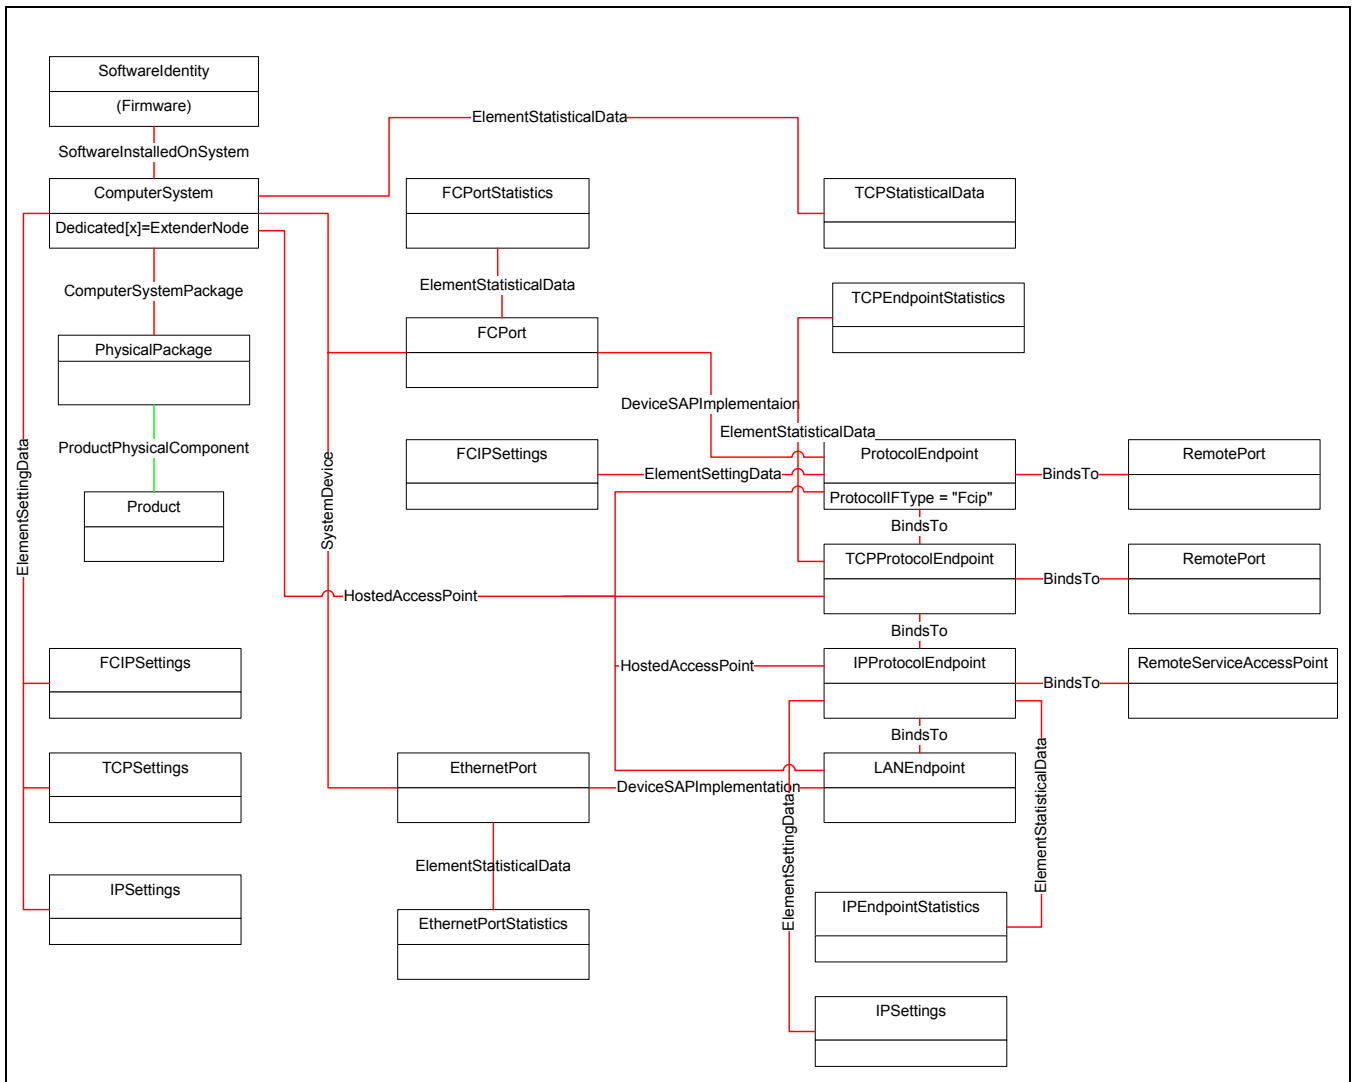 SoftwareIdentity
(Firmware)
ElementStatisticalData
SoftwareInstalledOnSystem
ComputerSystem
Dedicated[x]=ExtenderNode
FCPortStatistics
TCPStatisticalData
ElementStatisticalData
ComputerSystemPackage
TCPEndpointStatistics
PhysicalPackage
FCPort
DeviceSAPImplementaion
ElementStatisticalData
ProductPhysicalComponent
FCIPSettings
ElementSettingData
ProtocolEndpoint
ProtocolIFType = "Fcip"
BindsTo
RemotePort
ElementSettingData
SystemDevice
Product
BindsTo
TCPProtocolEndpoint
BindsTo
RemotePort
HostedAccessPoint
BindsTo
FCIPSettings
HostedAccessPoint
IPProtocolEndpoint
BindsTo
RemoteServiceAccessPoint
BindsTo
TCPSettings
EthernetPort
DeviceSAPImplementation
LANEndpoint
ElementSettingData
ElementStatisticalData
ElementStatisticalData
IPSettings
EthernetPortStatistics
IPEndpointStatistics
IPSettings